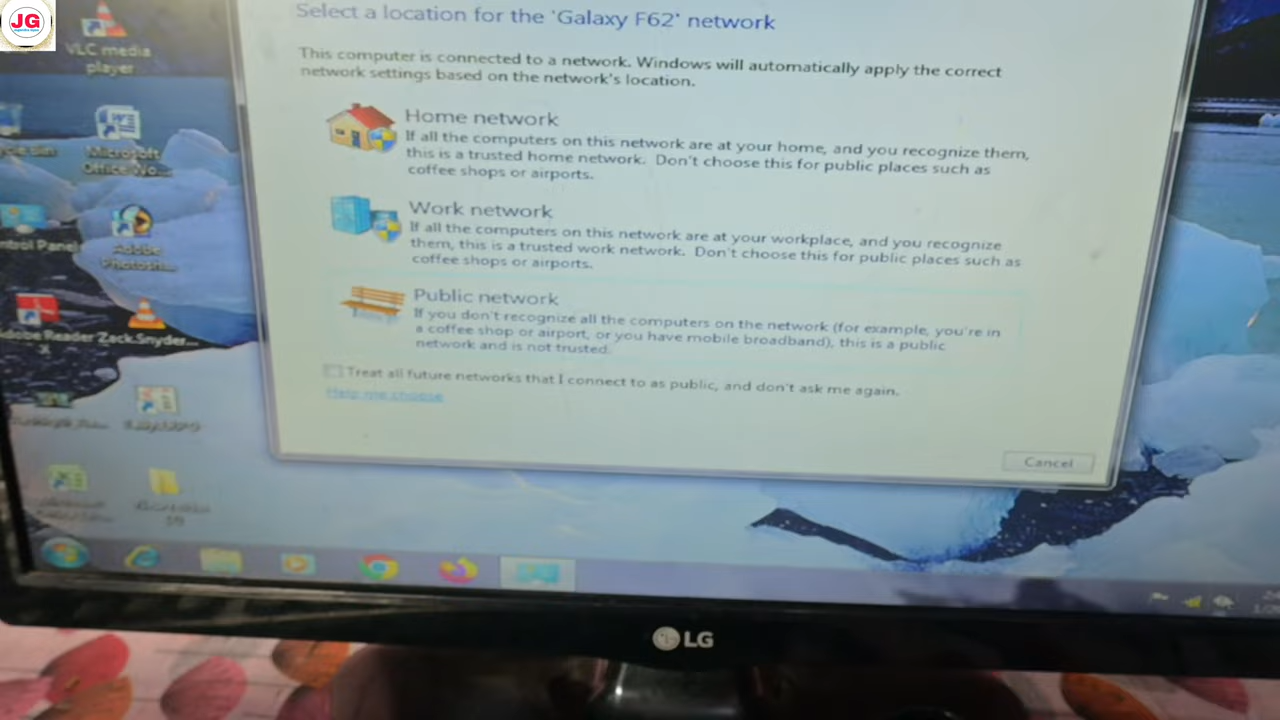 JG
Select a location for the 'Galaxy F62' network
This computer is connected to a network. Windows will automatically apply the correct
network settings based on the network's location.
Home network
If all the computers on this network are at your home, and you recognize them,
this is a trusted home network. Don't choose this for public places such as
coffee shops or airports.
Work network
If all the computers on this network are at your workplace, and you recognize
them, this is a trusted work network. Don't choose this for public places such as
coffee shops or airports.
Public network
If you don't recognize all the computers on the network (for example, you're in
a coffee shop or airport, or you have mobile broadband), this is a public
network and is not trusted.
Treat all future networks that I connect to as public, and don't ask me again.
Help me choose
Cancel
VLC media
player
Microsoft
Office Wo...
ntrol Panel
Adobe
Photosh...
dobe Reader
X
Zack.Snyder...
LG